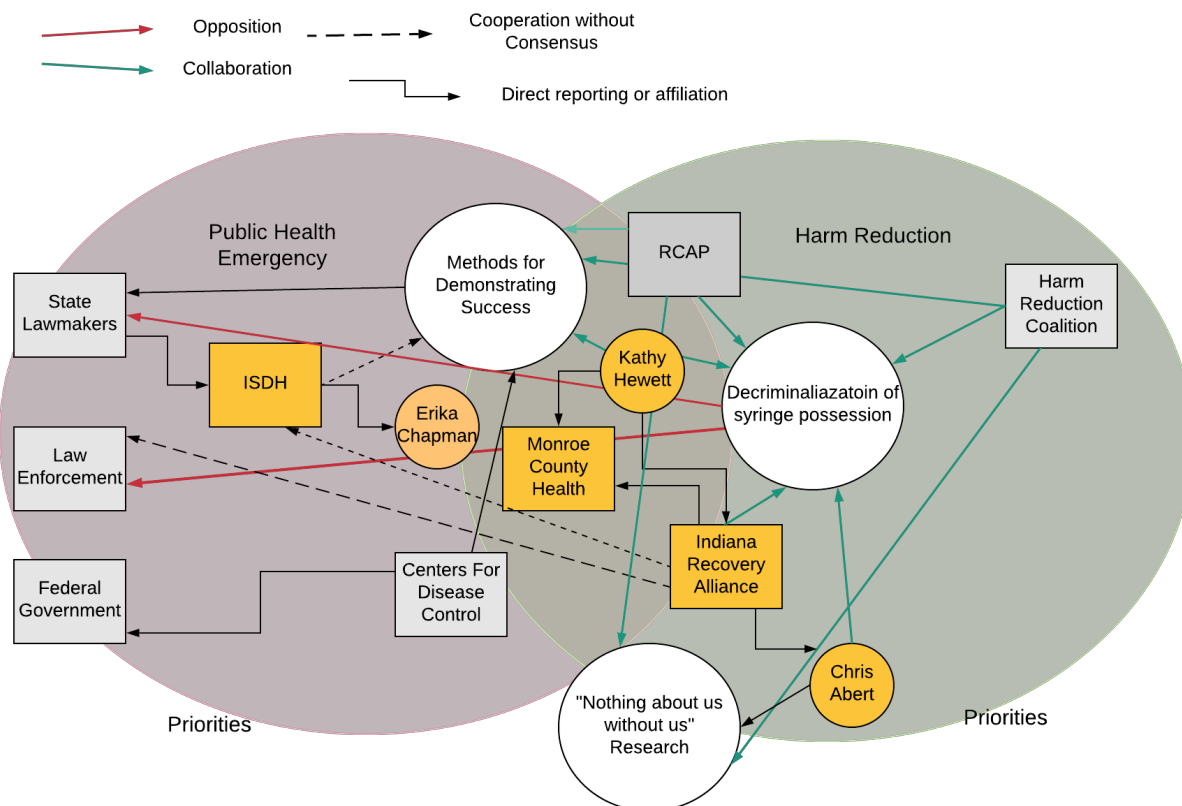 Opposition
Cooperation without
Consensus
Collaboration
Direct reporting or affiliation
Public Health
Emergency
Harm Reduction
Methods for
Demonstrating
Success
RCAP
State
Lawmakers
Harm
Reduction
Coalition
ISDH
Kathy
Hewett
Decriminaliazatoin of
syringe possession
Erika
Chapman
Law
Enforcement
Monroe
County
Health
Indiana
Recovery
Alliance
Federal
Government
Centers For
Disease
Control
"Nothing about us
without us"
Research
Chris
Abert
Priorities
Priorities